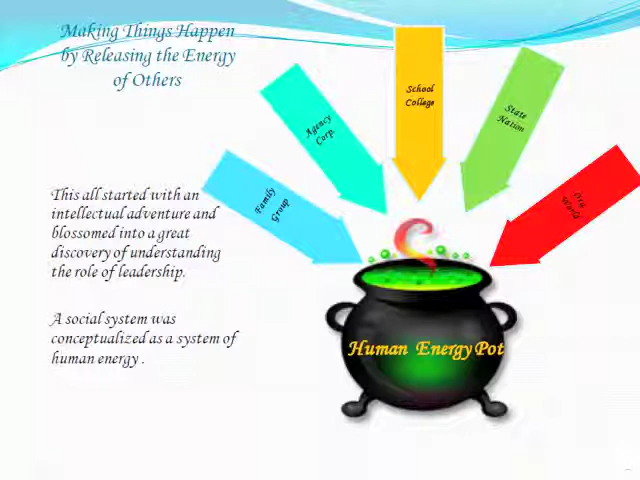 Making Things Happen
by Releasing the Energy
of Others
This all started with an
intellectual adventure and
blossomed into a great
discovery of understanding
the role of leadership.
A social system was
conceptualized as a system of
human energy .
Family
Group
Agency
Corp.
School
College
State
Nation
World
Human Energy Pot